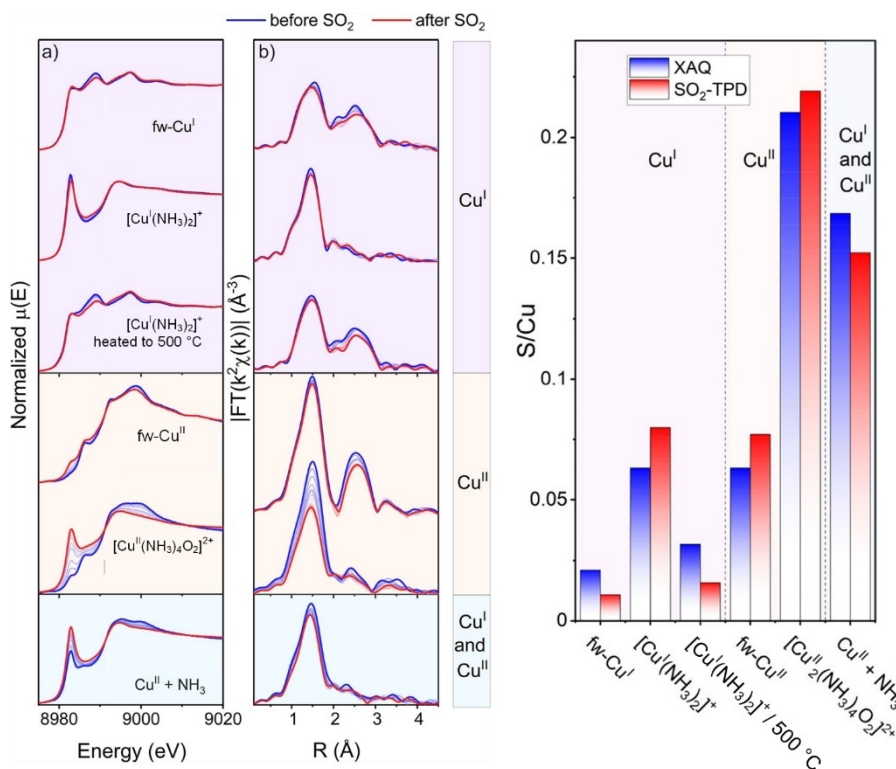 before SO₂ after SO₂
a)
fw-Cuᴵ
[Cuᴵ(NH₃)₂]⁺
[Cuᴵ(NH₃)₂]⁺
heated to 500 °C
fw-Cuᴵᴵ
[Cuᴵᴵ(NH₃)₄O₂]²⁺
Cuᴵᴵ + NH₃
Normalized μ(E)
8980 9000 9020
Energy (eV)
b)
|FT(k²χ(k))| (Å⁻³)
1 2 3 4
R (Å)
Cuᴵ
Cuᴵᴵ
Cuᴵ
and
Cuᴵᴵ
XAQ
SO₂-TPD
Cuᴵ
Cuᴵᴵ
Cuᴵ
and
Cuᴵᴵ
S/Cu
0.2
0.15
0.1
0.05
0
fw-Cuᴵ
[Cuᴵ(NH₃)₂]⁺
[Cuᴵ(NH₃)₂]⁺ / 500 °C
fw-Cuᴵᴵ
[Cuᴵᴵ₂(NH₃)₄O₂]²⁺
Cuᴵᴵ + NH₃